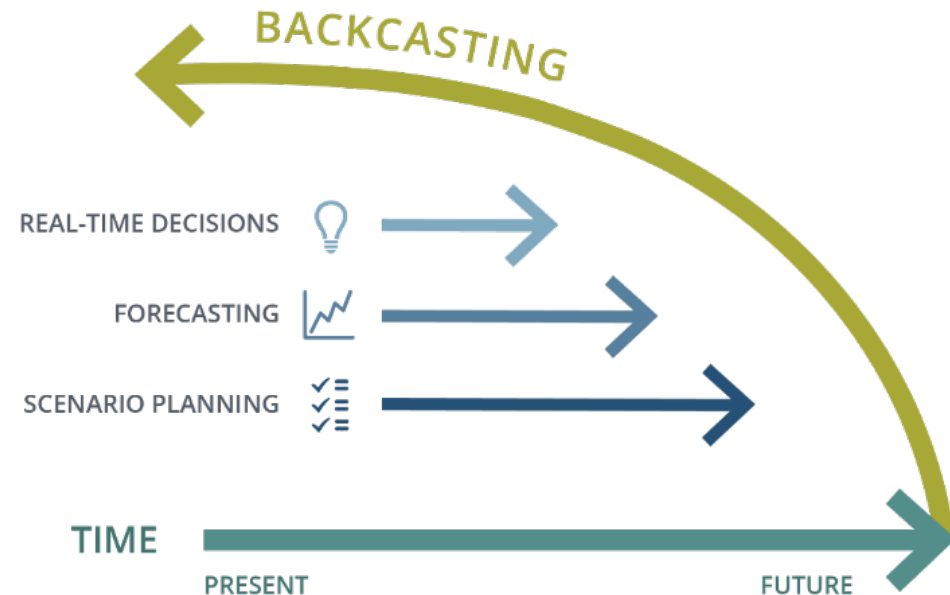 BACKCASTING
REAL-TIME DECISIONS
FORECASTING
SCENARIO PLANNING
TIME
PRESENT
FUTURE